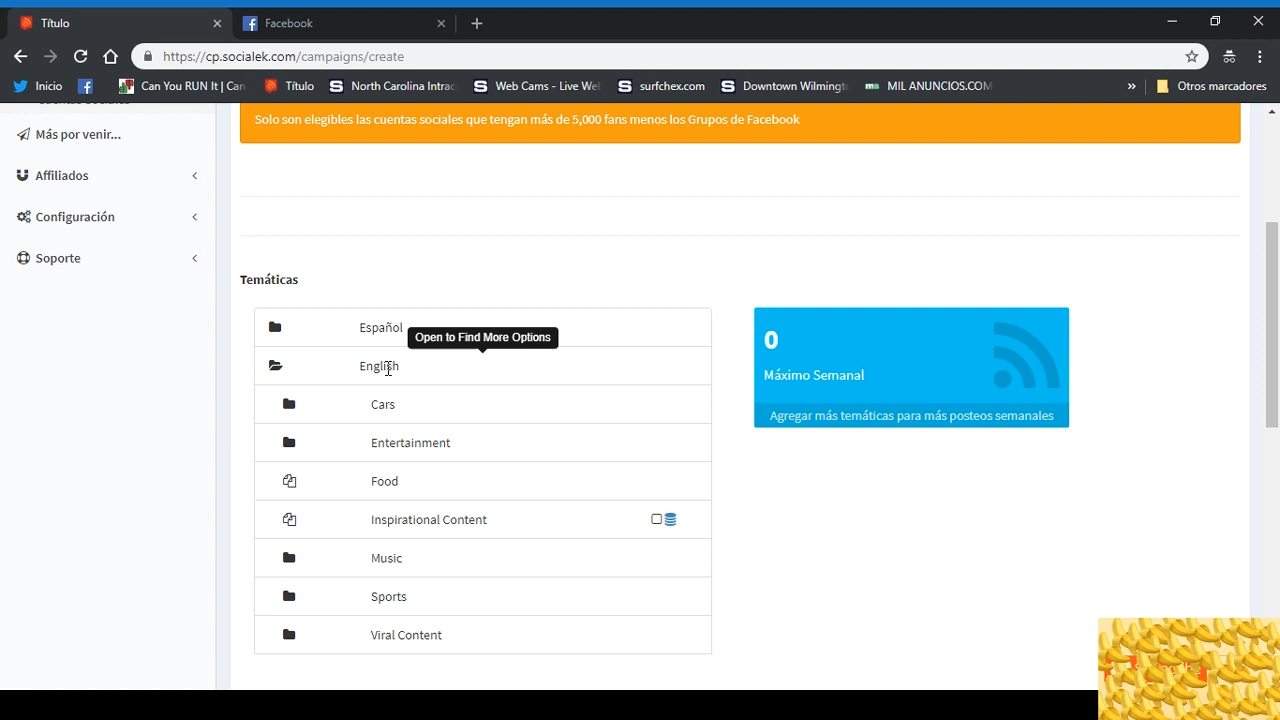 Título
Facebook
https://cp.socialek.com/campaigns/create
Inicio
Can You RUN It | Can
Título
North Carolina Intrac
Web Cams - Live We
surfchex.com
Downtown Wilmingt
MIL ANUNCIOS.COM
»
Otros marcadores
Cuentas Sociales
Más por venir...
Affiliados
Configuración
Soporte
Solo son elegibles las cuentas sociales que tengan más de 5,000 fans menos los Grupos de Facebook
Temáticas
Español
Open to Find More Options
English
Cars
Entertainment
Food
Inspirational Content
Music
Sports
Viral Content
0
Máximo Semanal
Agregar más temáticas para más posteos semanales